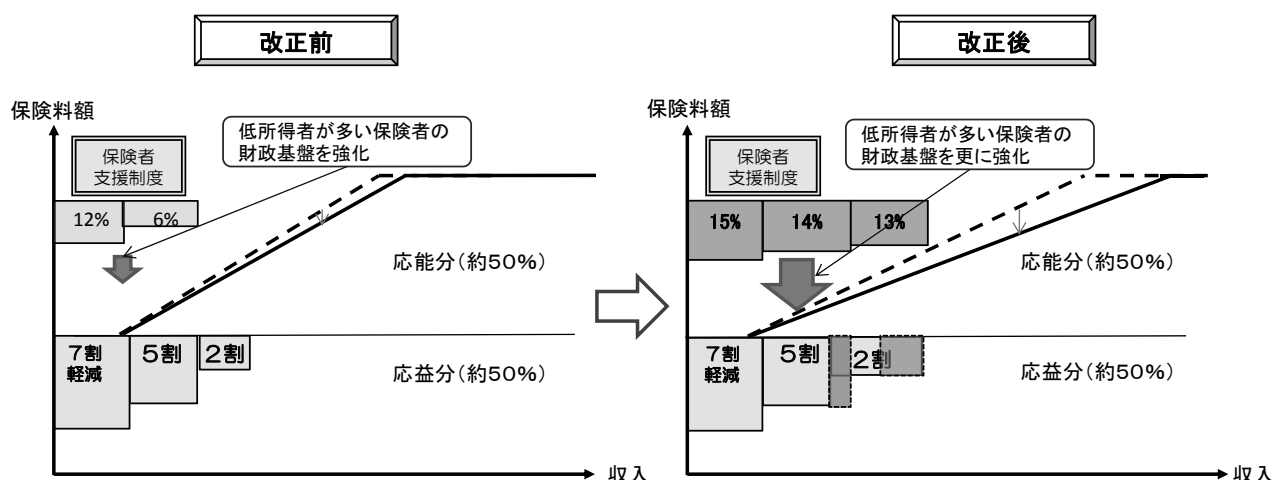 改正前
保険料額
低所得者が多い保険者の
財政基盤を強化
保険者
支援制度
12%
6%
応能分(約50%)
7割
軽減
5割
2割
応益分(約50%)
収入
改正後
保険料額
低所得者が多い保険者の
財政基盤を更に強化
保険者
支援制度
15%
14%
13%
応能分(約50%)
7割
軽減
5割
2割
応益分(約50%)
収入